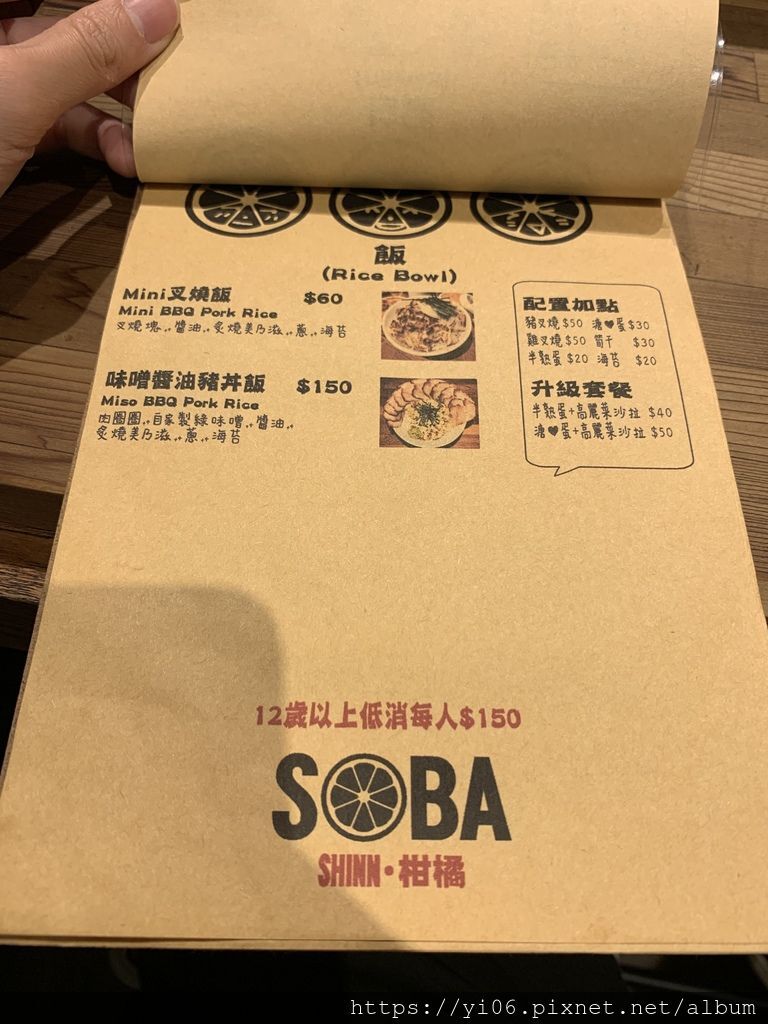 飯
(Rice Bowl)
Mini叉燒飯 $60
Mini BBQ Pork Rice
叉燒塊,,醬油,,炙燒美乃滋,,蔥,,海苔
味噌醬油豬丼飯 $150
Miso BBQ Pork Rice
肉圈圈,,自家製綠味噌,,醬油,,
炙燒美乃滋,,蔥,,海苔
配置加點
豬叉燒$50 溏♥蛋$30
雞叉燒$50 筍干 $30
半熟蛋$20 海苔 $20
升級套餐
半熟蛋+高麗菜沙拉 $40
溏♥蛋+高麗菜沙拉 $50
12歲以上低消每人$150
SOBA
SHINN·柑橘
https://yi06.pixnet.net/album